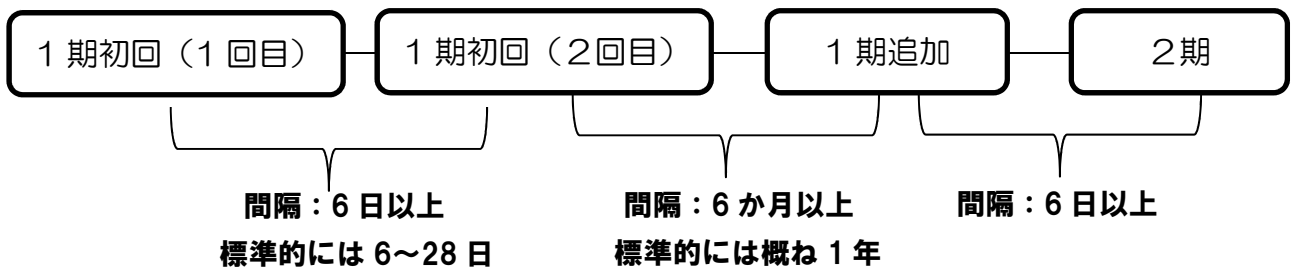 1期初回（1回目）
1期初回（2回目）
1期追加
2期
間隔：6日以上
標準的には 6～28日
間隔：6か月以上
標準的には概ね1年
間隔：6日以上